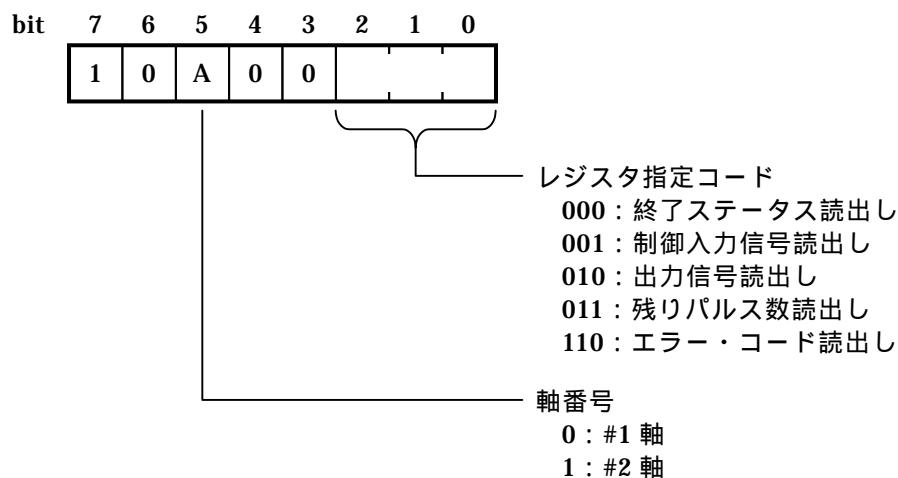 bit 7 6 5 4 3 2 1 0
1 0 A 0 0
レジスタ指定コード
000：終了ステータス読出し
001：制御入力信号読出し
010：出力信号読出し
011：残りパルス数読出し
110：エラー・コード読出し
軸番号
0：#1 軸
1：#2 軸